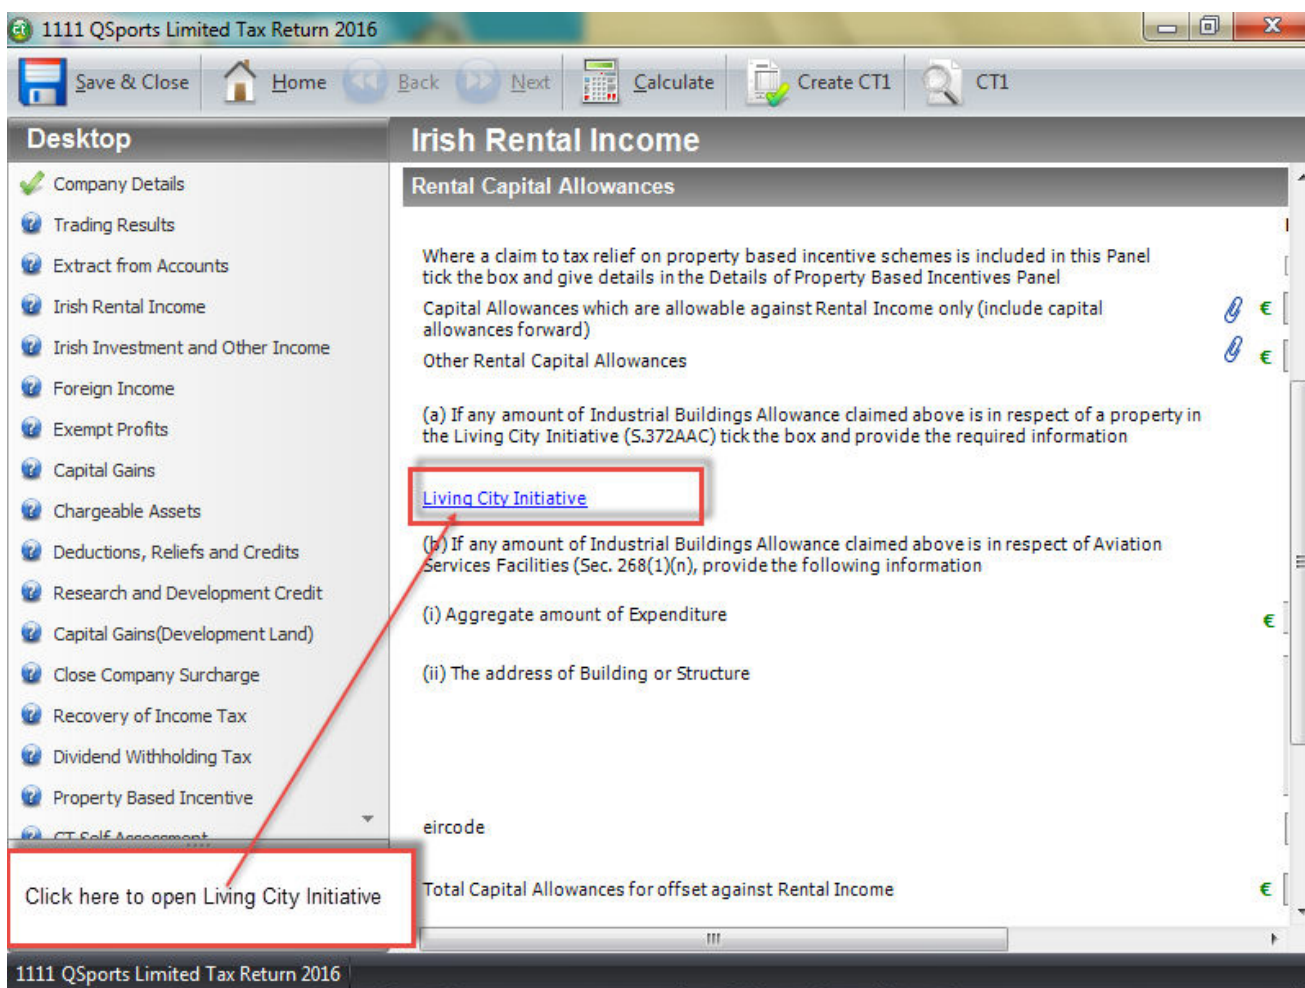 1111 QSports Limited Tax Return 2016
Save & Close
Home
Back
Next
Calculate
Create CT1
CT1
Desktop
Company Details
Trading Results
Extract from Accounts
Irish Rental Income
Irish Investment and Other Income
Foreign Income
Exempt Profits
Capital Gains
Chargeable Assets
Deductions, Reliefs and Credits
Research and Development Credit
Capital Gains(Development Land)
Close Company Surcharge
Recovery of Income Tax
Dividend Withholding Tax
Property Based Incentive
CT Self Assessment
Click here to open Living City Initiative
Irish Rental Income
Rental Capital Allowances
Where a claim to tax relief on property based incentive schemes is included in this Panel
tick the box and give details in the Details of Property Based Incentives Panel
Capital Allowances which are allowable against Rental Income only (include capital
allowances forward)
€
Other Rental Capital Allowances
€
(a) If any amount of Industrial Buildings Allowance claimed above is in respect of a property in
the Living City Initiative (S.372AAC) tick the box and provide the required information
Living City Initiative
(b) If any amount of Industrial Buildings Allowance claimed above is in respect of Aviation
Services Facilities (Sec. 268(1)(n), provide the following information
(i) Aggregate amount of Expenditure
€
(ii) The address of Building or Structure
eircode
Total Capital Allowances for offset against Rental Income
€
1111 QSports Limited Tax Return 2016